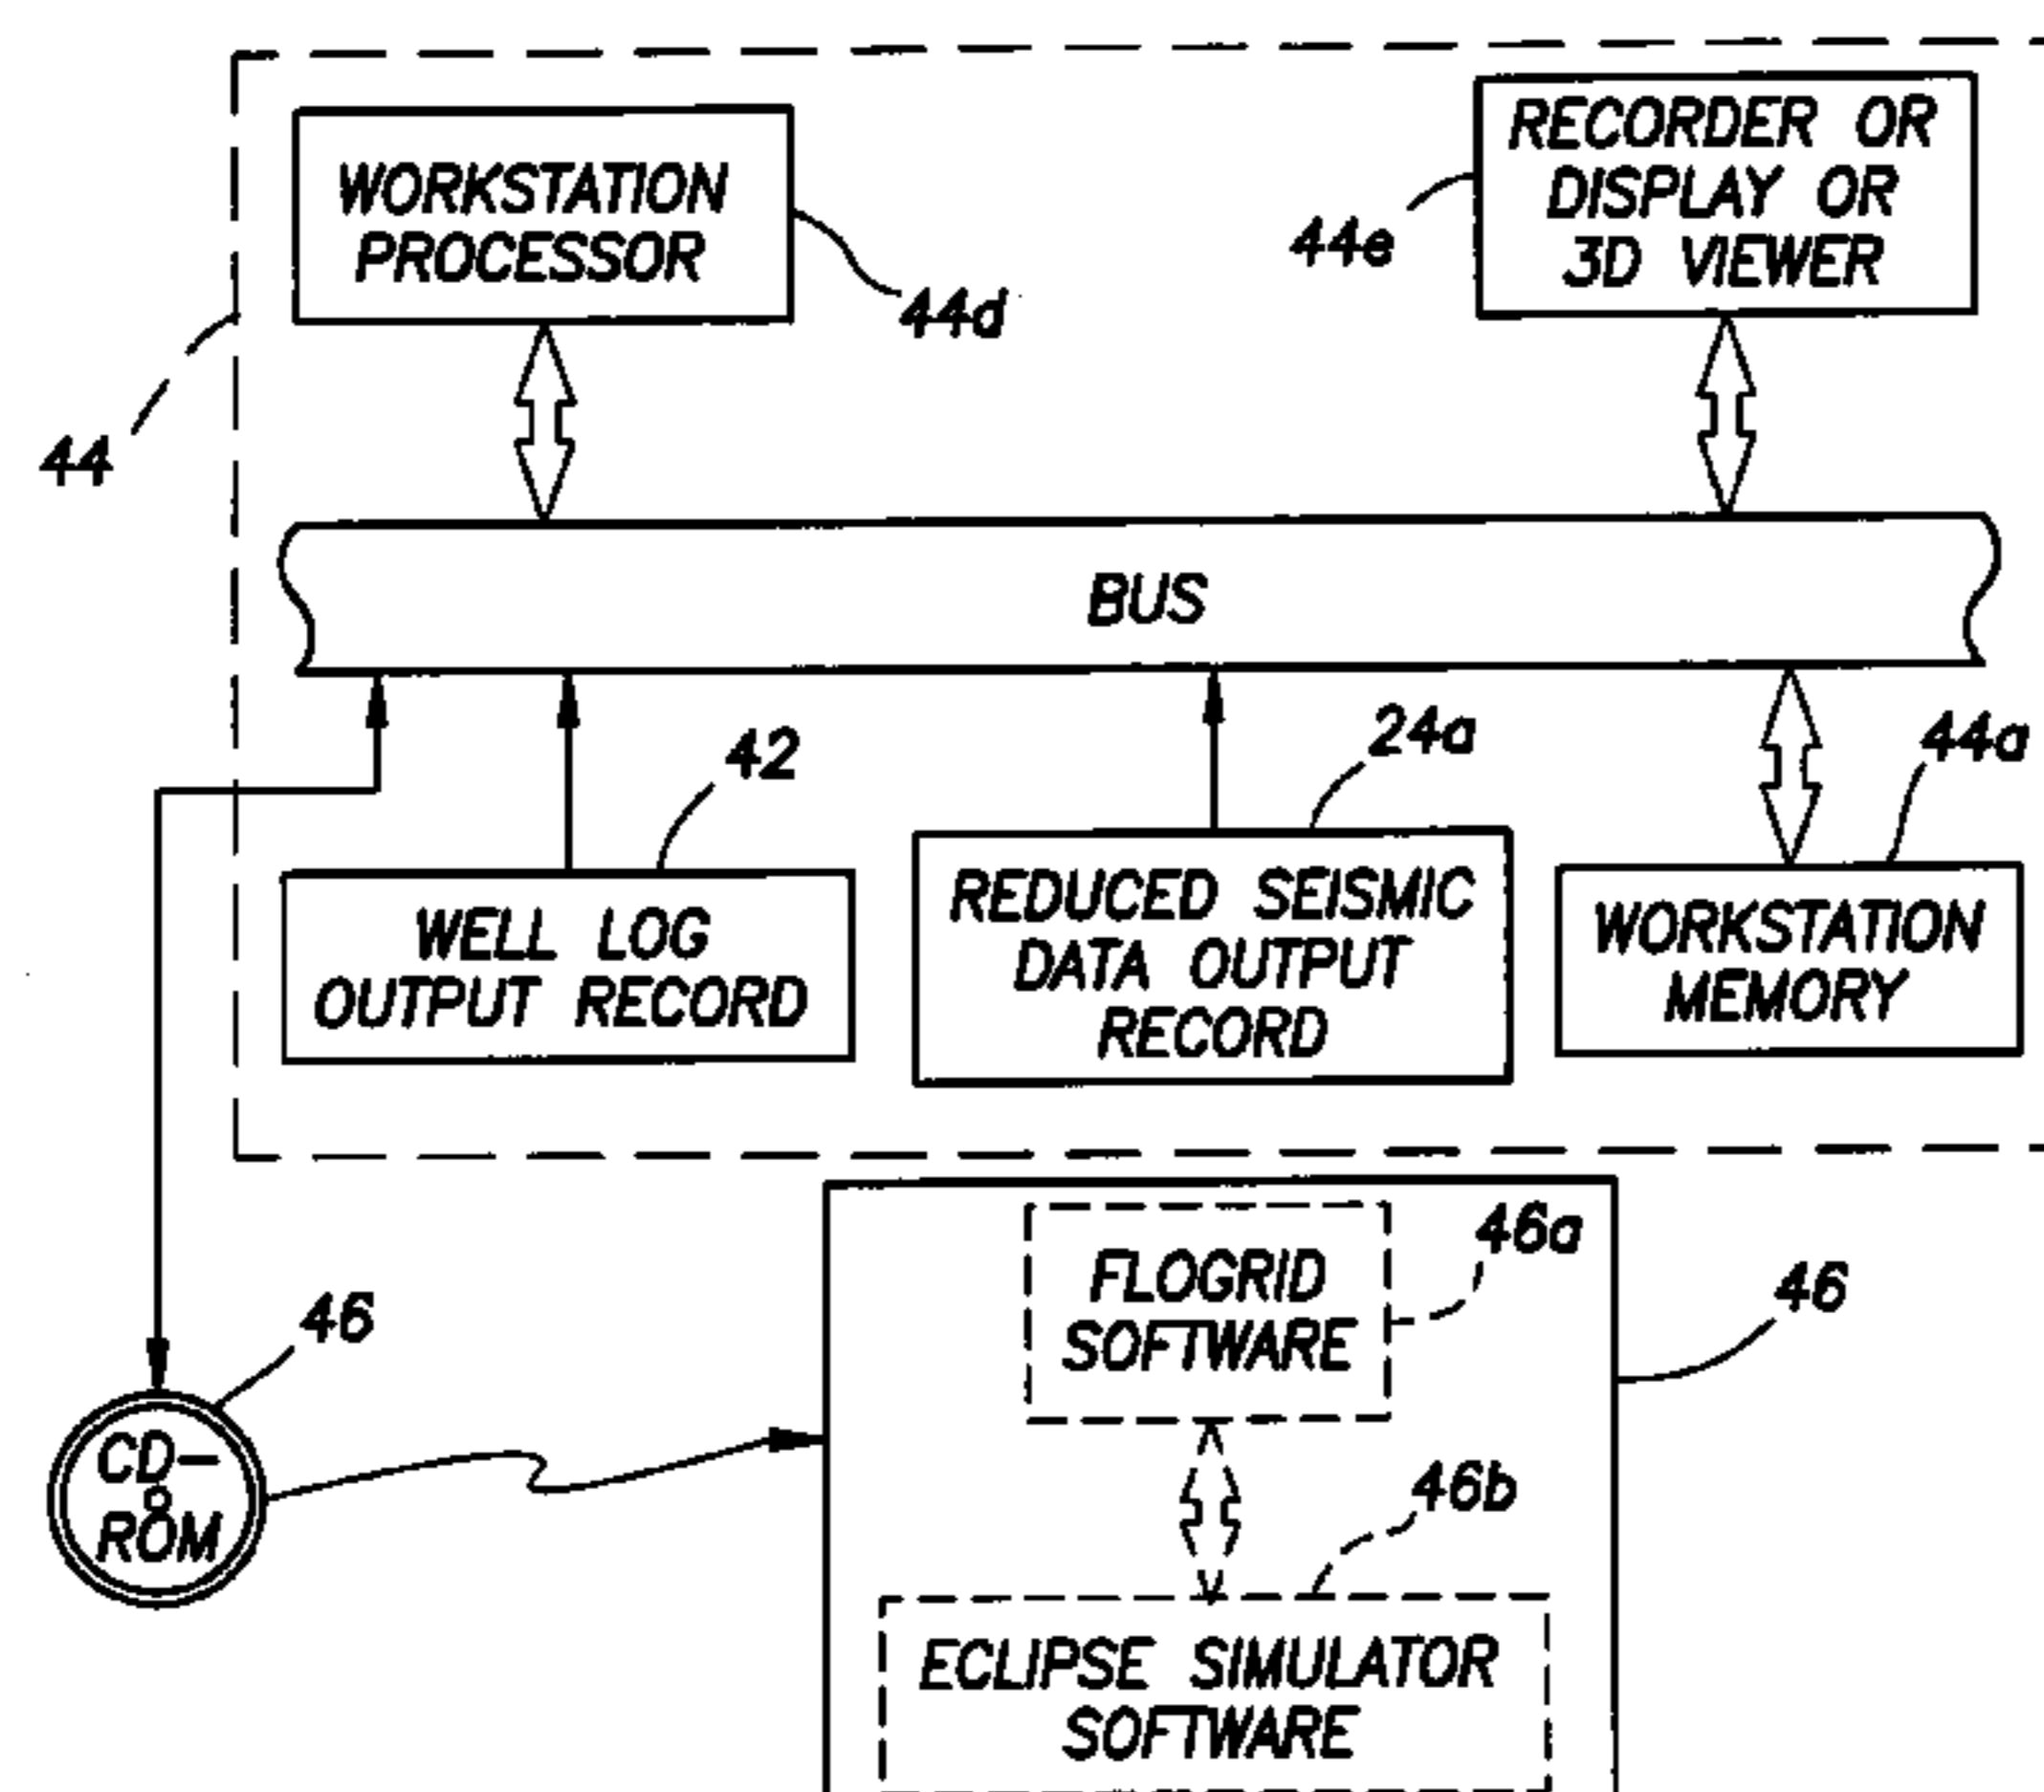 WORKSTATION
PROCESSOR
44d
RECORDER OR
DISPLAY OR
3D VIEWER
44e
44
BUS
42
24a
44a
WELL LOG
OUTPUT RECORD
REDUCED SEISMIC
DATA OUTPUT
RECORD
WORKSTATION
MEMORY
46
CD-
ROM
FLOGRID
SOFTWARE
46a
46
46b
ECLIPSE SIMULATOR
SOFTWARE